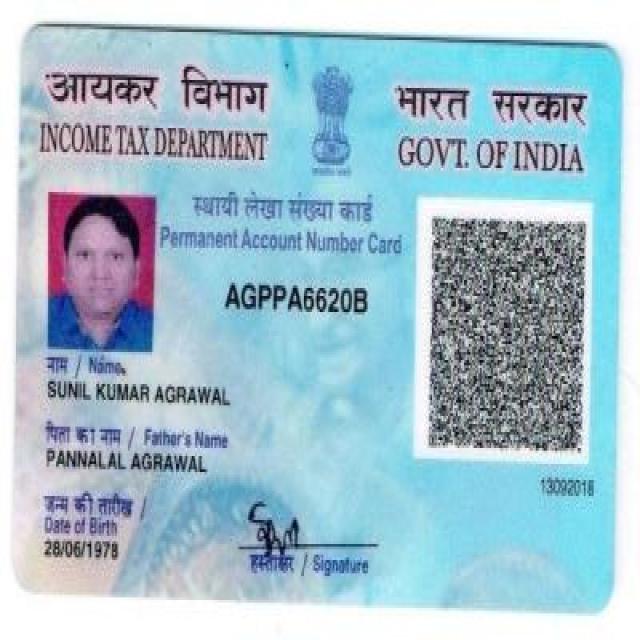 आयकर विभाग
INCOME TAX DEPARTMENT
भारत सरकार
GOVT. OF INDIA
स्थायी लेखा संख्या कार्ड
Permanent Account Number Card
AGPPA6620B
नाम / Name
SUNIL KUMAR AGRAWAL
पिता का नाम / Father's Name
PANNALAL AGRAWAL
जन्म की तारीख /
Date of Birth
28/06/1978
हस्ताक्षर / Signature
13092018